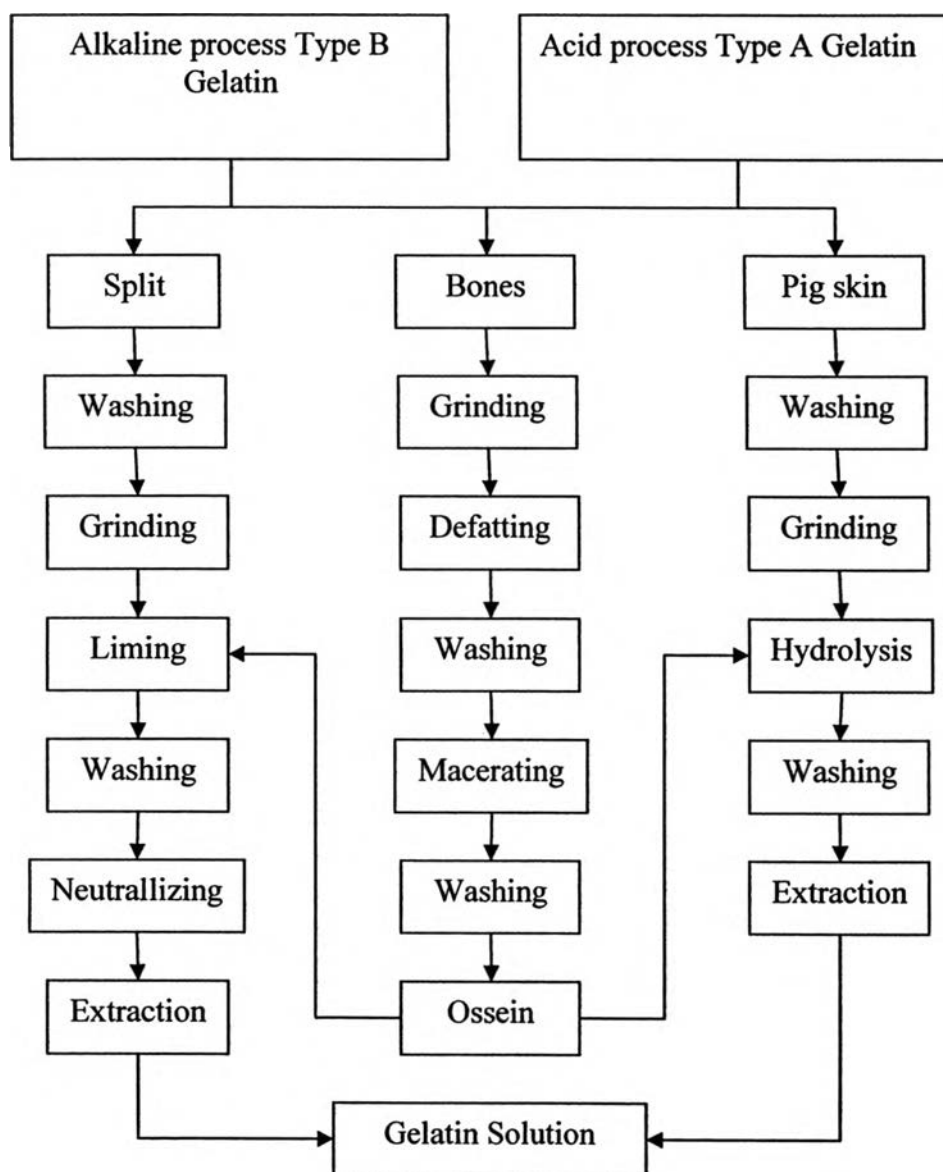 Alkaline process Type B
Gelatin
Acid process Type A Gelatin
Split
Bones
Pig skin
Washing
Grinding
Washing
Grinding
Defatting
Grinding
Liming
Washing
Hydrolysis
Washing
Macerating
Washing
Neutrallizing
Washing
Extraction
Extraction
Ossein
Gelatin Solution